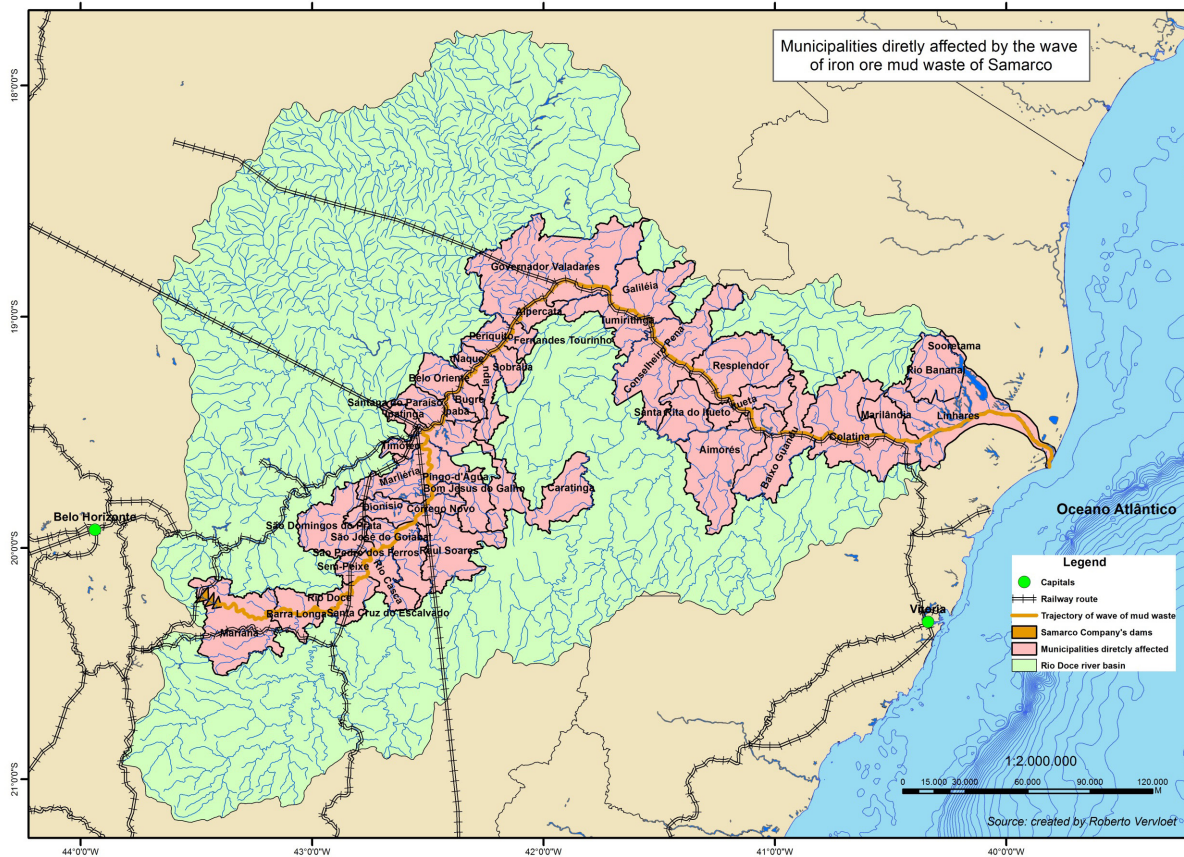 Municipalities diretly affected by the wave
of iron ore mud waste of Samarco
18°0'0"S
19°0'0"S
20°0'0"S
21°0'0"S
Governador Valadares
Galiléia
Alpercata
Tumiritinga
Periquito
Fernandes Tourinho
Naque
Sobrália
Conselheiro Pena
Resplendor
Sooretama
Rio Bananal
Belo Oriente
Iapu
Bugre
Santana do Paraíso
Ipaba
Ipatinga
Santa Rita do Itueto
Itueta
Marilândia
Linhares
Colatina
Timóteo
Aimorés
Baixo Guandu
Marliéria
Pingo-d'Água
Bom Jesus do Galho
Caratinga
Dionísio
Córrego Novo
Belo Horizonte
São Domingos do Prata
São José do Goiabal
São Pedro dos Ferros
Raul Soares
Sem-Peixe
Rio Casca
Rio Doce
Barra Longa
Santa Cruz do Escalvado
Mariana
Vitória
Oceano Atlântico
Legend
Capitals
Railway route
Trajectory of wave of mud waste
Samarco Company's dams
Municipalities diretcly affected
Rio Doce river basin
1:2.000.000
0 15.000 30.000 60.000 90.000 120.000
M
Source: created by Roberto Vervloet
44°0'0"W 43°0'0"W 42°0'0"W 41°0'0"W 40°0'0"W